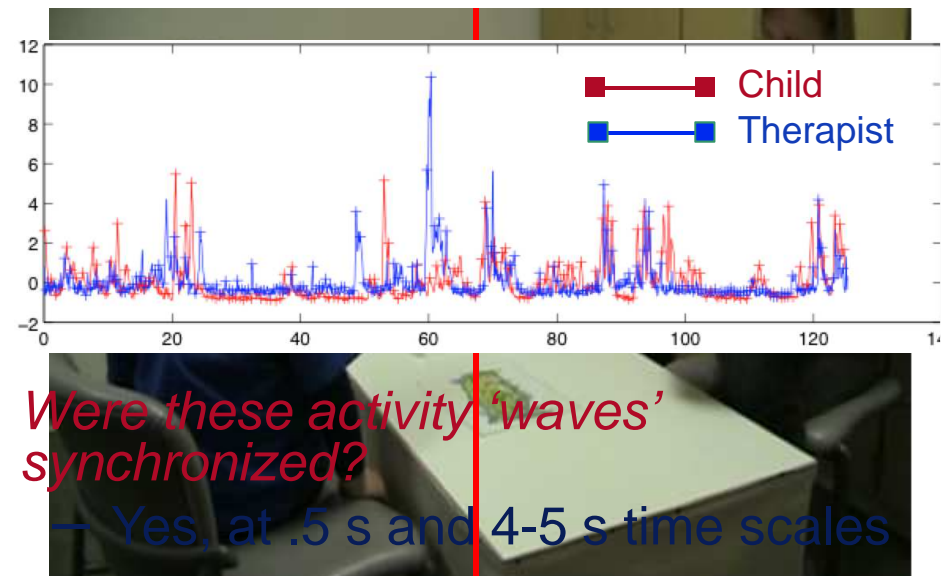 12
10
8
6
4
2
0
−2
0 20 40 60 80 100 120 14
Child
Therapist
Were these activity ‘waves’
synchronized?
– Yes, at .5 s and 4-5 s time scales